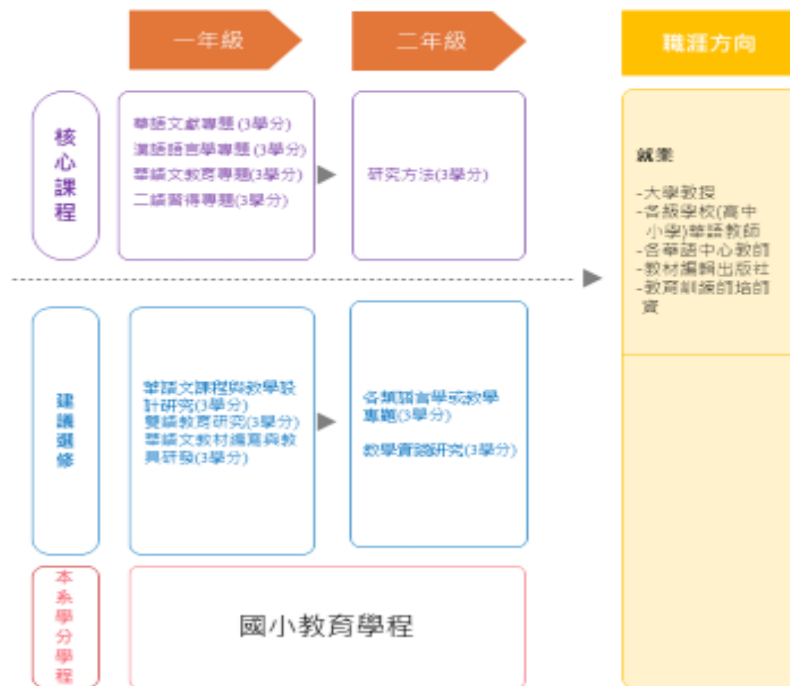 一年級
二年級
職涯方向
核心課程
華語文獻專題(3學分)
漢語語言學專題(3學分)
華語文教育專題(3學分)
二語習得專題(3學分)
研究方法(3學分)
就業
-大學教授
-各級學校(高中
小學)華語教師
-各華語中心教師
-教材編輯出版社
-教育訓練師培師
資
建議選修
華語文課程與教學設
計研究(3學分)
雙語教育研究(3學分)
華語文教材編寫與教
具研發(3學分)
各類語言學或教學
專題(3學分)
教學實踐研究(3學分)
本系學分學程
國小教育學程